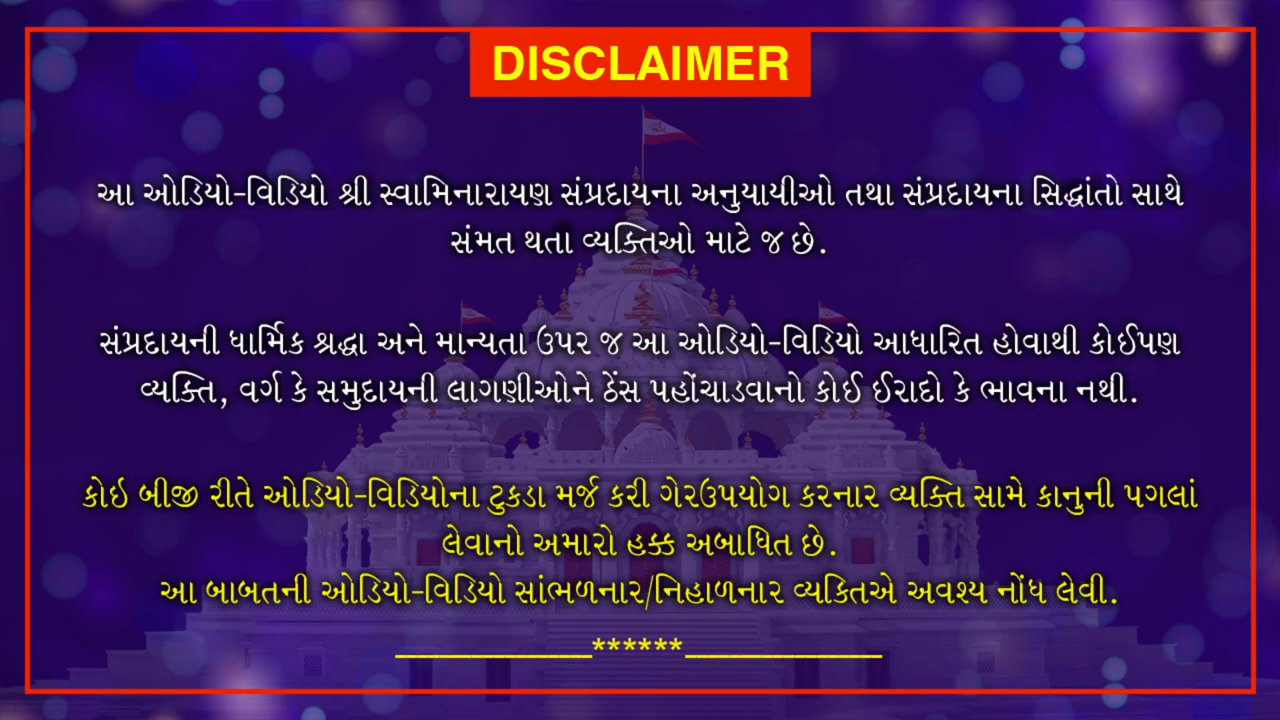 DISCLAIMER
આ ઓડિયો-વિડિયો શ્રી સ્વામિનારાયણ સંપ્રદાયના અનુયાયીઓ તથા સંપ્રદાયના સિદ્ધાંતો સાથે
સંમત થતા વ્યક્તિઓ માટે જ છે.
સંપ્રદાયની ધાર્મિક શ્રદ્ધા અને માન્યતા ઉપર જ આ ઓડિયો-વિડિયો આધારિત હોવાથી કોઈપણ
વ્યક્તિ, વર્ગ કે સમુદાયની લાગણીઓને ઠેંસ પહોંચાડવાનો કોઈ ઈરાદો કે ભાવના નથી.
કોઇ બીજી રીતે ઓડિયો-વિડિયોના ટુકડા મર્જ કરી ગેરઉપયોગ કરનાર વ્યક્તિ સામે કાનુની પગલાં
લેવાનો અમારો હક્ક અબાધિત છે.
આ બાબતની ઓડિયો-વિડિયો સાંભળનાર/નિહાળનાર વ્યકિતએ અવશ્ય નોંધ લેવી.
________________******________________